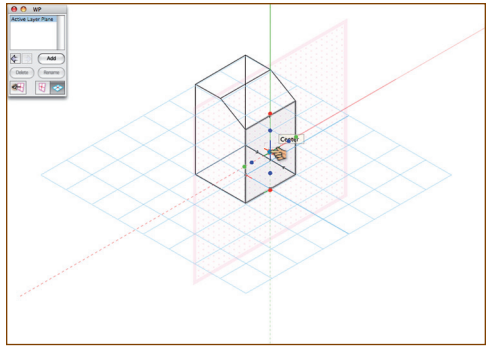 WP
Active Layer Plane
Add
Delete
Rename
Center